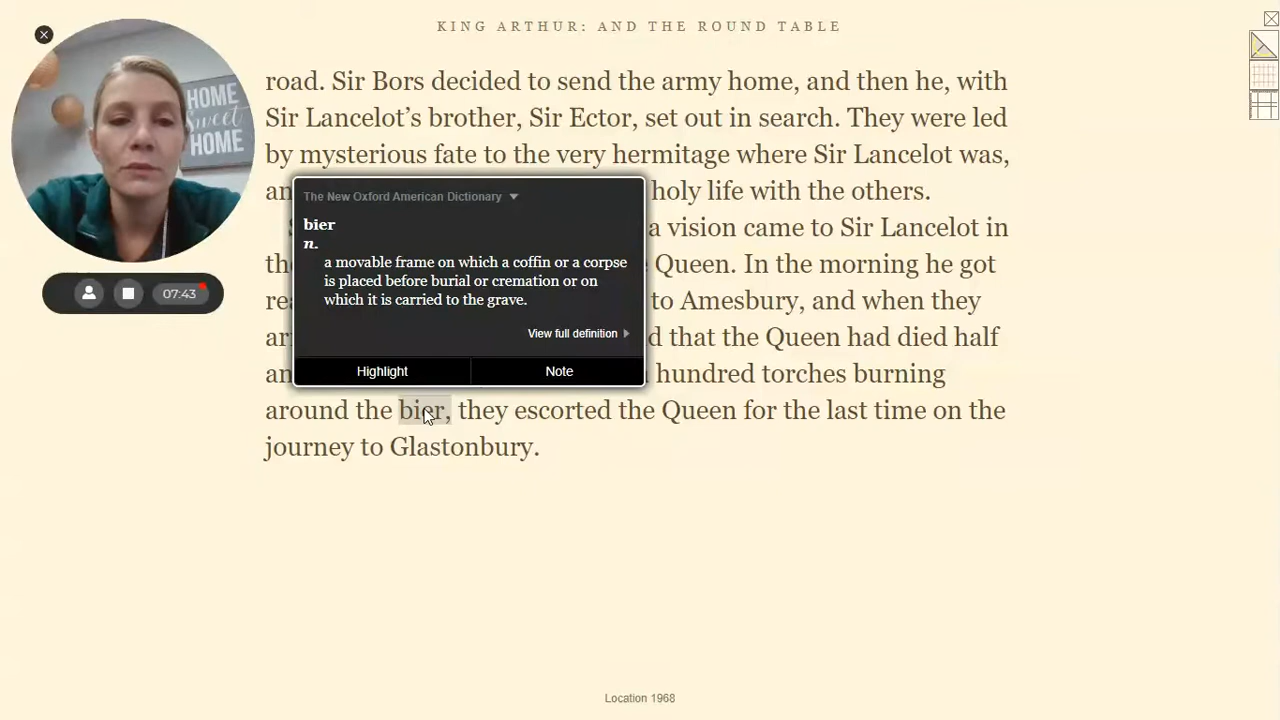 KING ARTHUR: AND THE ROUND TABLE
HOME
Sweet
HOME
07:43
road. Sir Bors decided to send the army home, and then he, with
Sir Lancelot's brother, Sir Ector, set out in search. They were led
by mysterious fate to the very hermitage where Sir Lancelot was,
holy life with the others.
a vision came to Sir Lancelot in
Queen. In the morning he got
to Amesbury, and when they
that the Queen had died half
hundred torches burning
around the bier, they escorted the Queen for the last time on the
journey to Glastonbury.
The New Oxford American Dictionary
bier
n.
a movable frame on which a coffin or a corpse
is placed before burial or cremation or on
which it is carried to the grave.
View full definition
Highlight Note
Location 1968